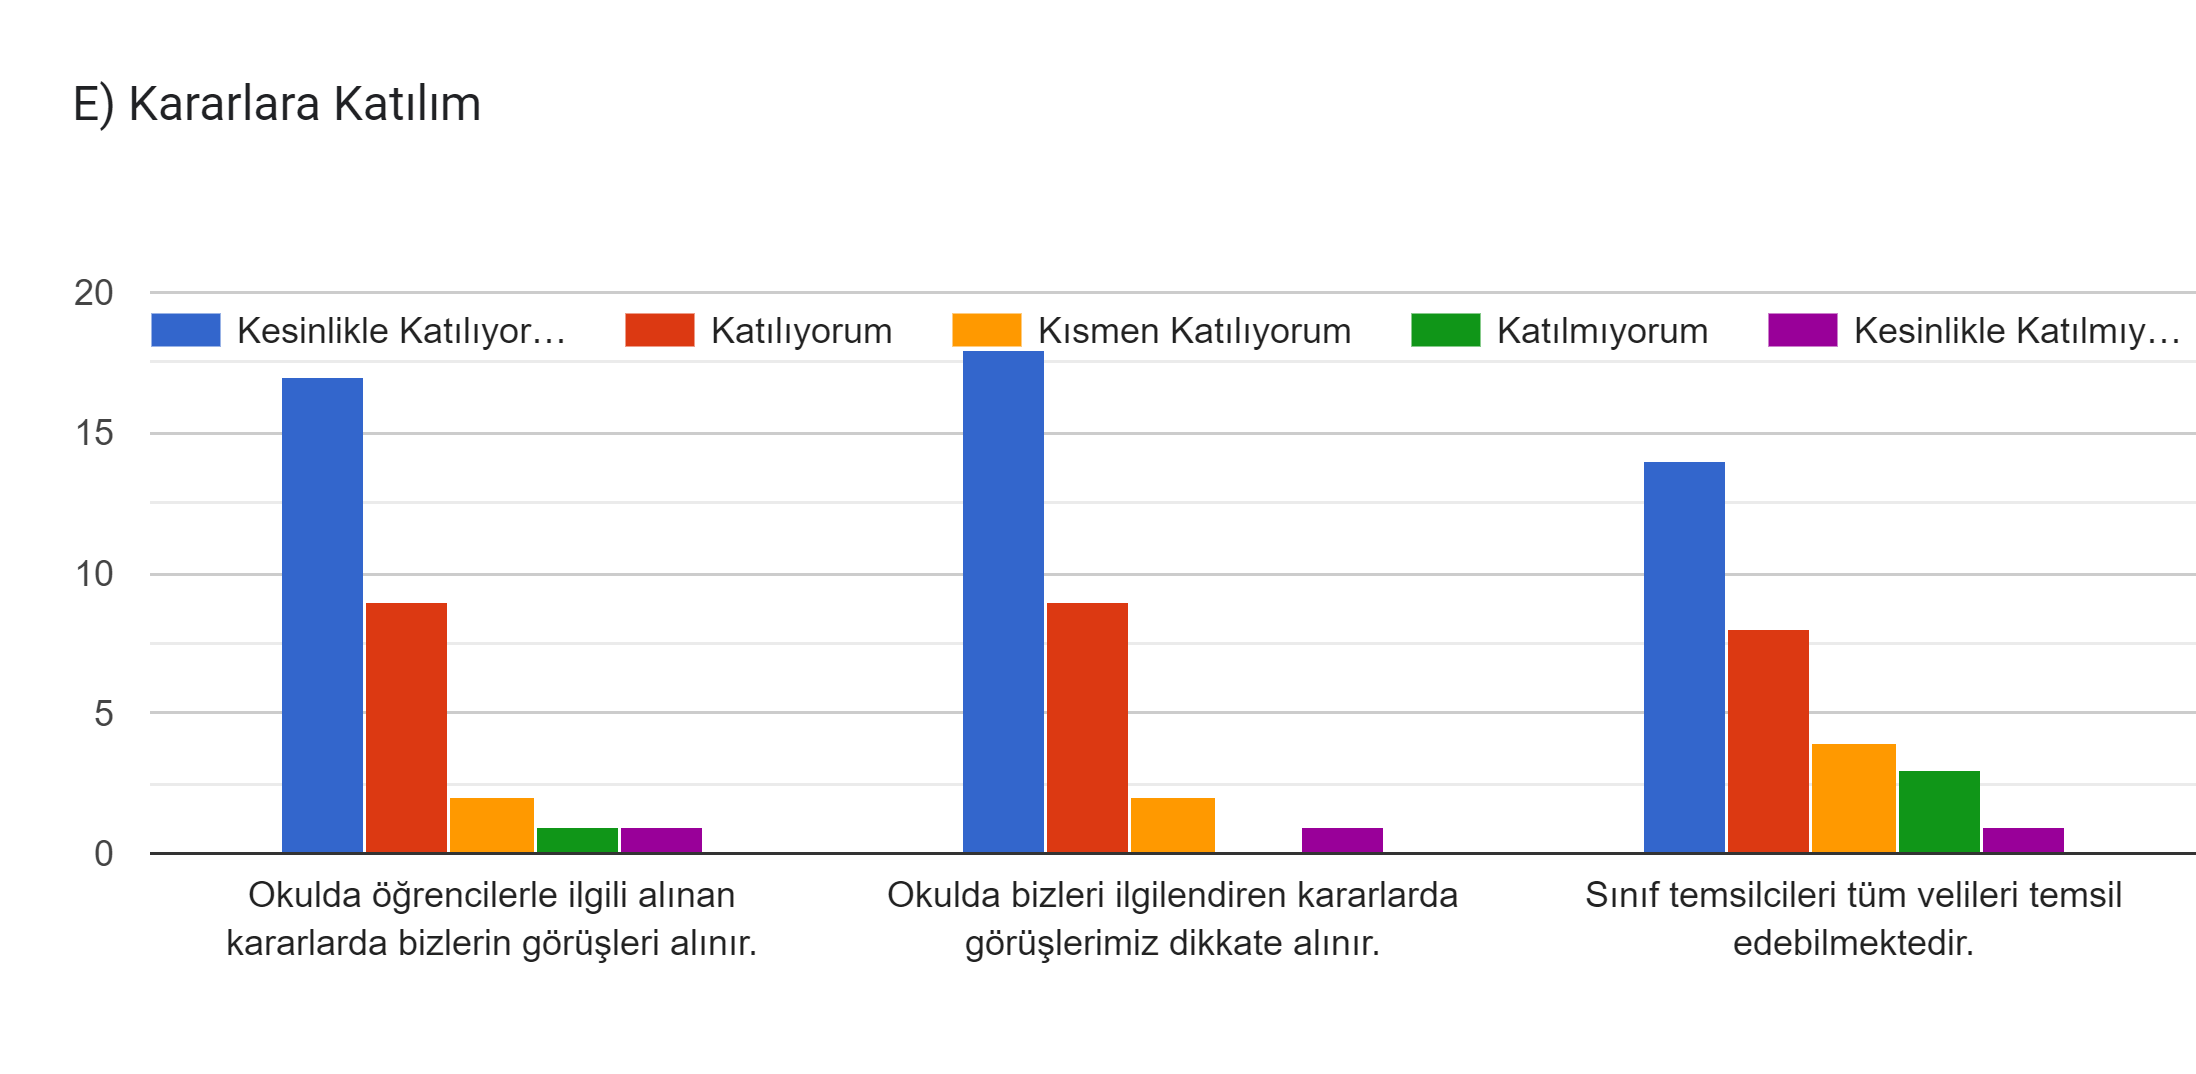 E) Kararlara Katılım
20
Kesinlikle Katılıyor…
Katılıyorum
Kısmen Katılıyorum
Katılmıyorum
Kesinlikle Katılmıy…
15
10
5
0
Okulda öğrencilerle ilgili alınan
kararlarda bizlerin görüşleri alınır.
Okulda bizleri ilgilendiren kararlarda
görüşlerimiz dikkate alınır.
Sınıf temsilcileri tüm velileri temsil
edebilmektedir.